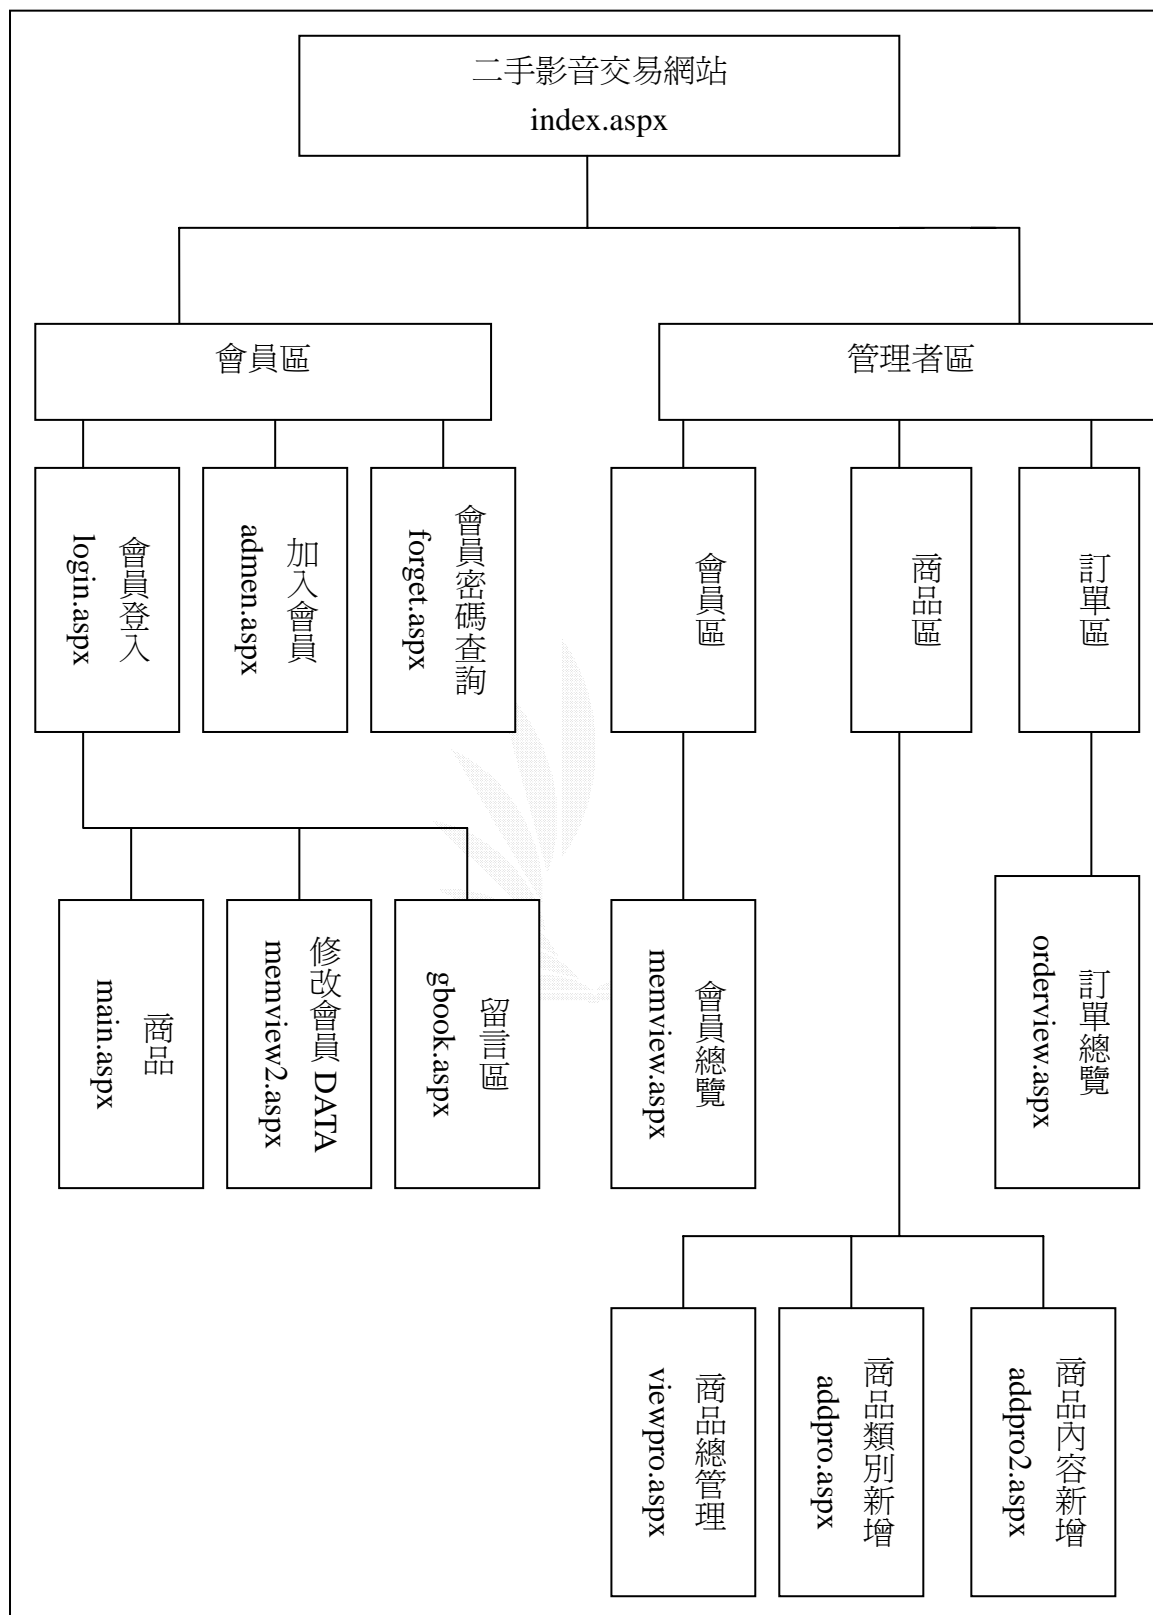 二手影音交易網站
index.aspx
會員區
管理者區
會員登入
login.aspx
加入會員
admen.aspx
會員密碼查詢
forget.aspx
會員區
商品區
訂單區
商品
main.aspx
修改會員 DATA
memview2.aspx
留言區
gbook.aspx
會員總覽
memview.aspx
訂單總覽
orderview.aspx
商品總管理
viewpro.aspx
商品類別新增
addpro.aspx
商品內容新增
addpro2.aspx